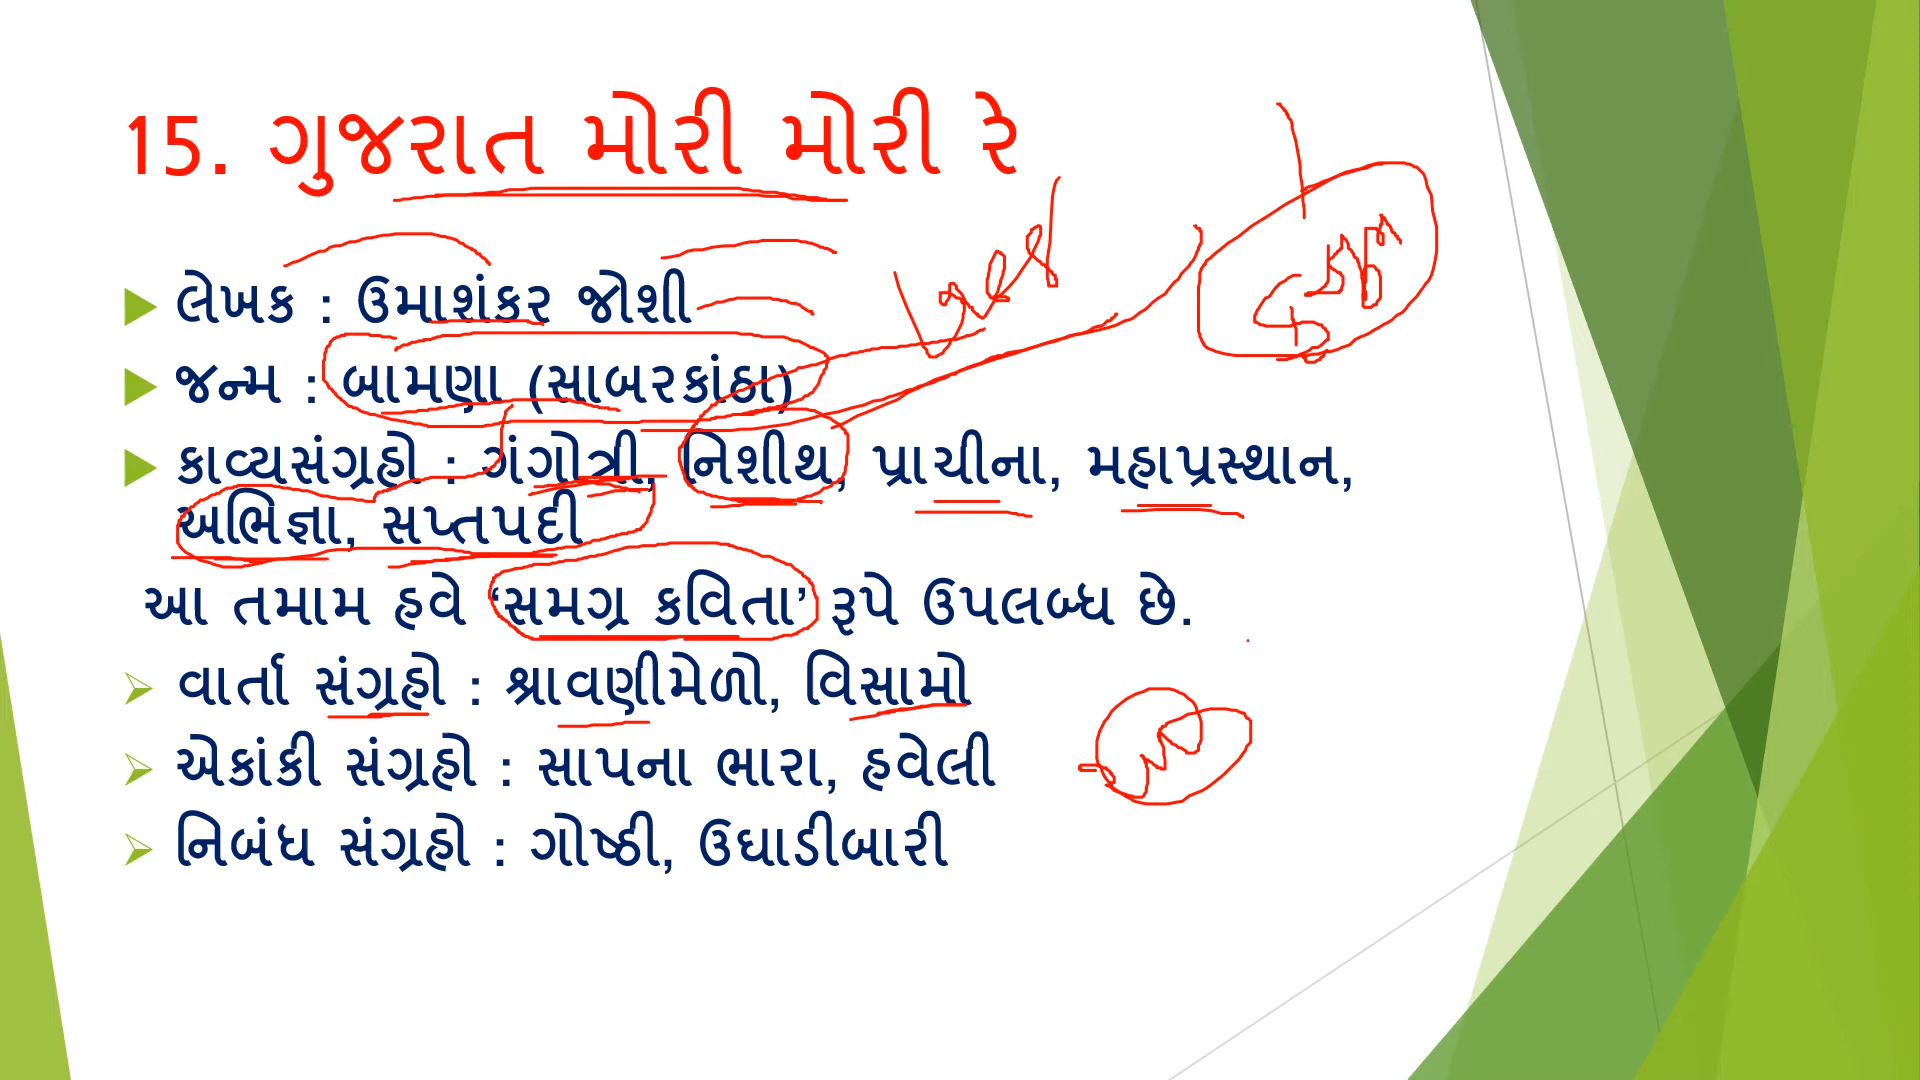 15. ગુજરાત મોરી મોરી રે
લેખક : ઉમાશંકર જોશી
જન્મ : બામણા (સાબરકાંઠા)
કાવ્યસંગ્રહો : ગંગોત્રી, નિશીથ, પ્રાચીના, મહાપ્રસ્થાન,
અભિજ્ઞા, સપ્તપદી
આ તમામ હવે ‘સમગ્ર કવિતા’ રૂપે ઉપલબ્ધ છે.
વાર્તા સંગ્રહો : શ્રાવણીમેળો, વિસામો
એકાંકી સંગ્રહો : સાપના ભારા, હવેલી
નિબંધ સંગ્રહો : ગોષ્ઠી, ઉઘાડીબારી